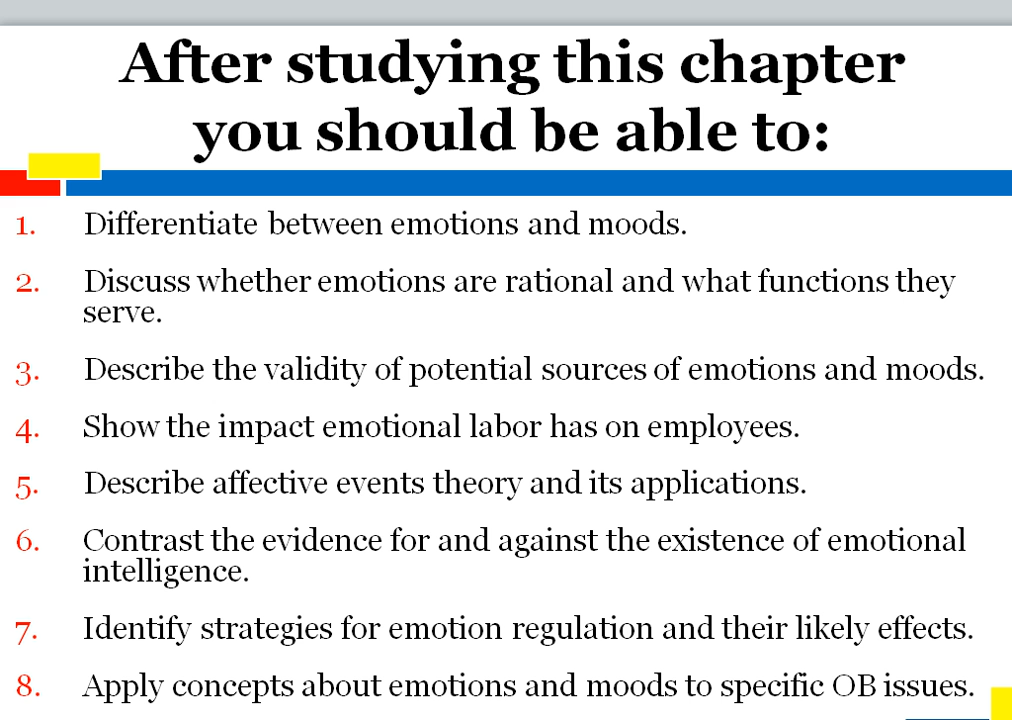 After studying this chapter
you should be able to:
1. Differentiate between emotions and moods.
2. Discuss whether emotions are rational and what functions they
serve.
3. Describe the validity of potential sources of emotions and moods.
4. Show the impact emotional labor has on employees.
5. Describe affective events theory and its applications.
6. Contrast the evidence for and against the existence of emotional
intelligence.
7. Identify strategies for emotion regulation and their likely effects.
8. Apply concepts about emotions and moods to specific OB issues.